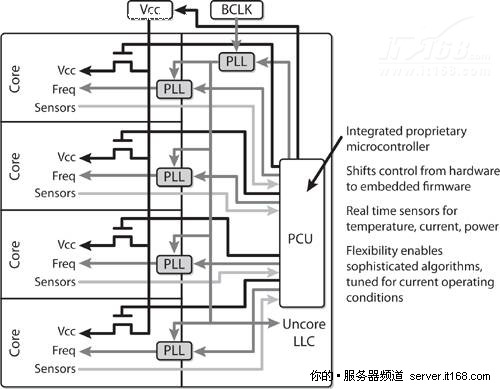 Vcc
BCLK
PLL
Core
Vcc
Freq
Sensors
PLL
Core
Vcc
Freq
Sensors
PLL
Core
Vcc
Freq
Sensors
PLL
Core
Vcc
Freq
Sensors
PLL
PCU
Uncore
LLC
Integrated proprietary
microcontroller
Shifts control from hardware
to embedded firmware
Real time sensors for
temperature, current, power
Flexibility enables
sophisticated algorithms,
tuned for current operating
conditions
it168.com
www.it168.com
你的·服务器频道 server.it168.com